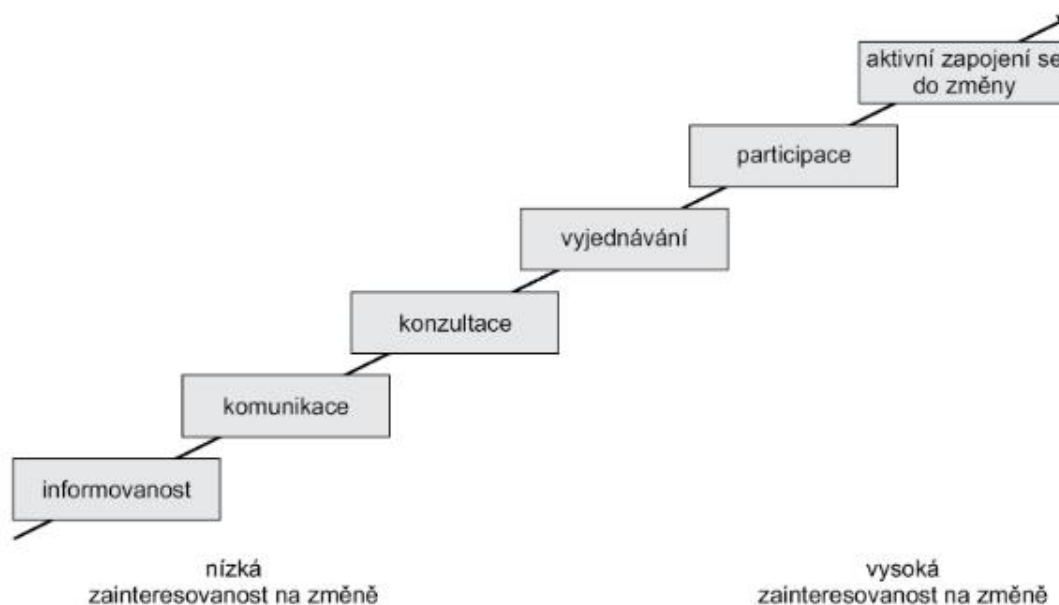 aktivní zapojení se
do změny
participace
vyjednávání
konzultace
komunikace
informovanost
nízká
zainteresovanost na změně
vysoká
zainteresovanost na změně